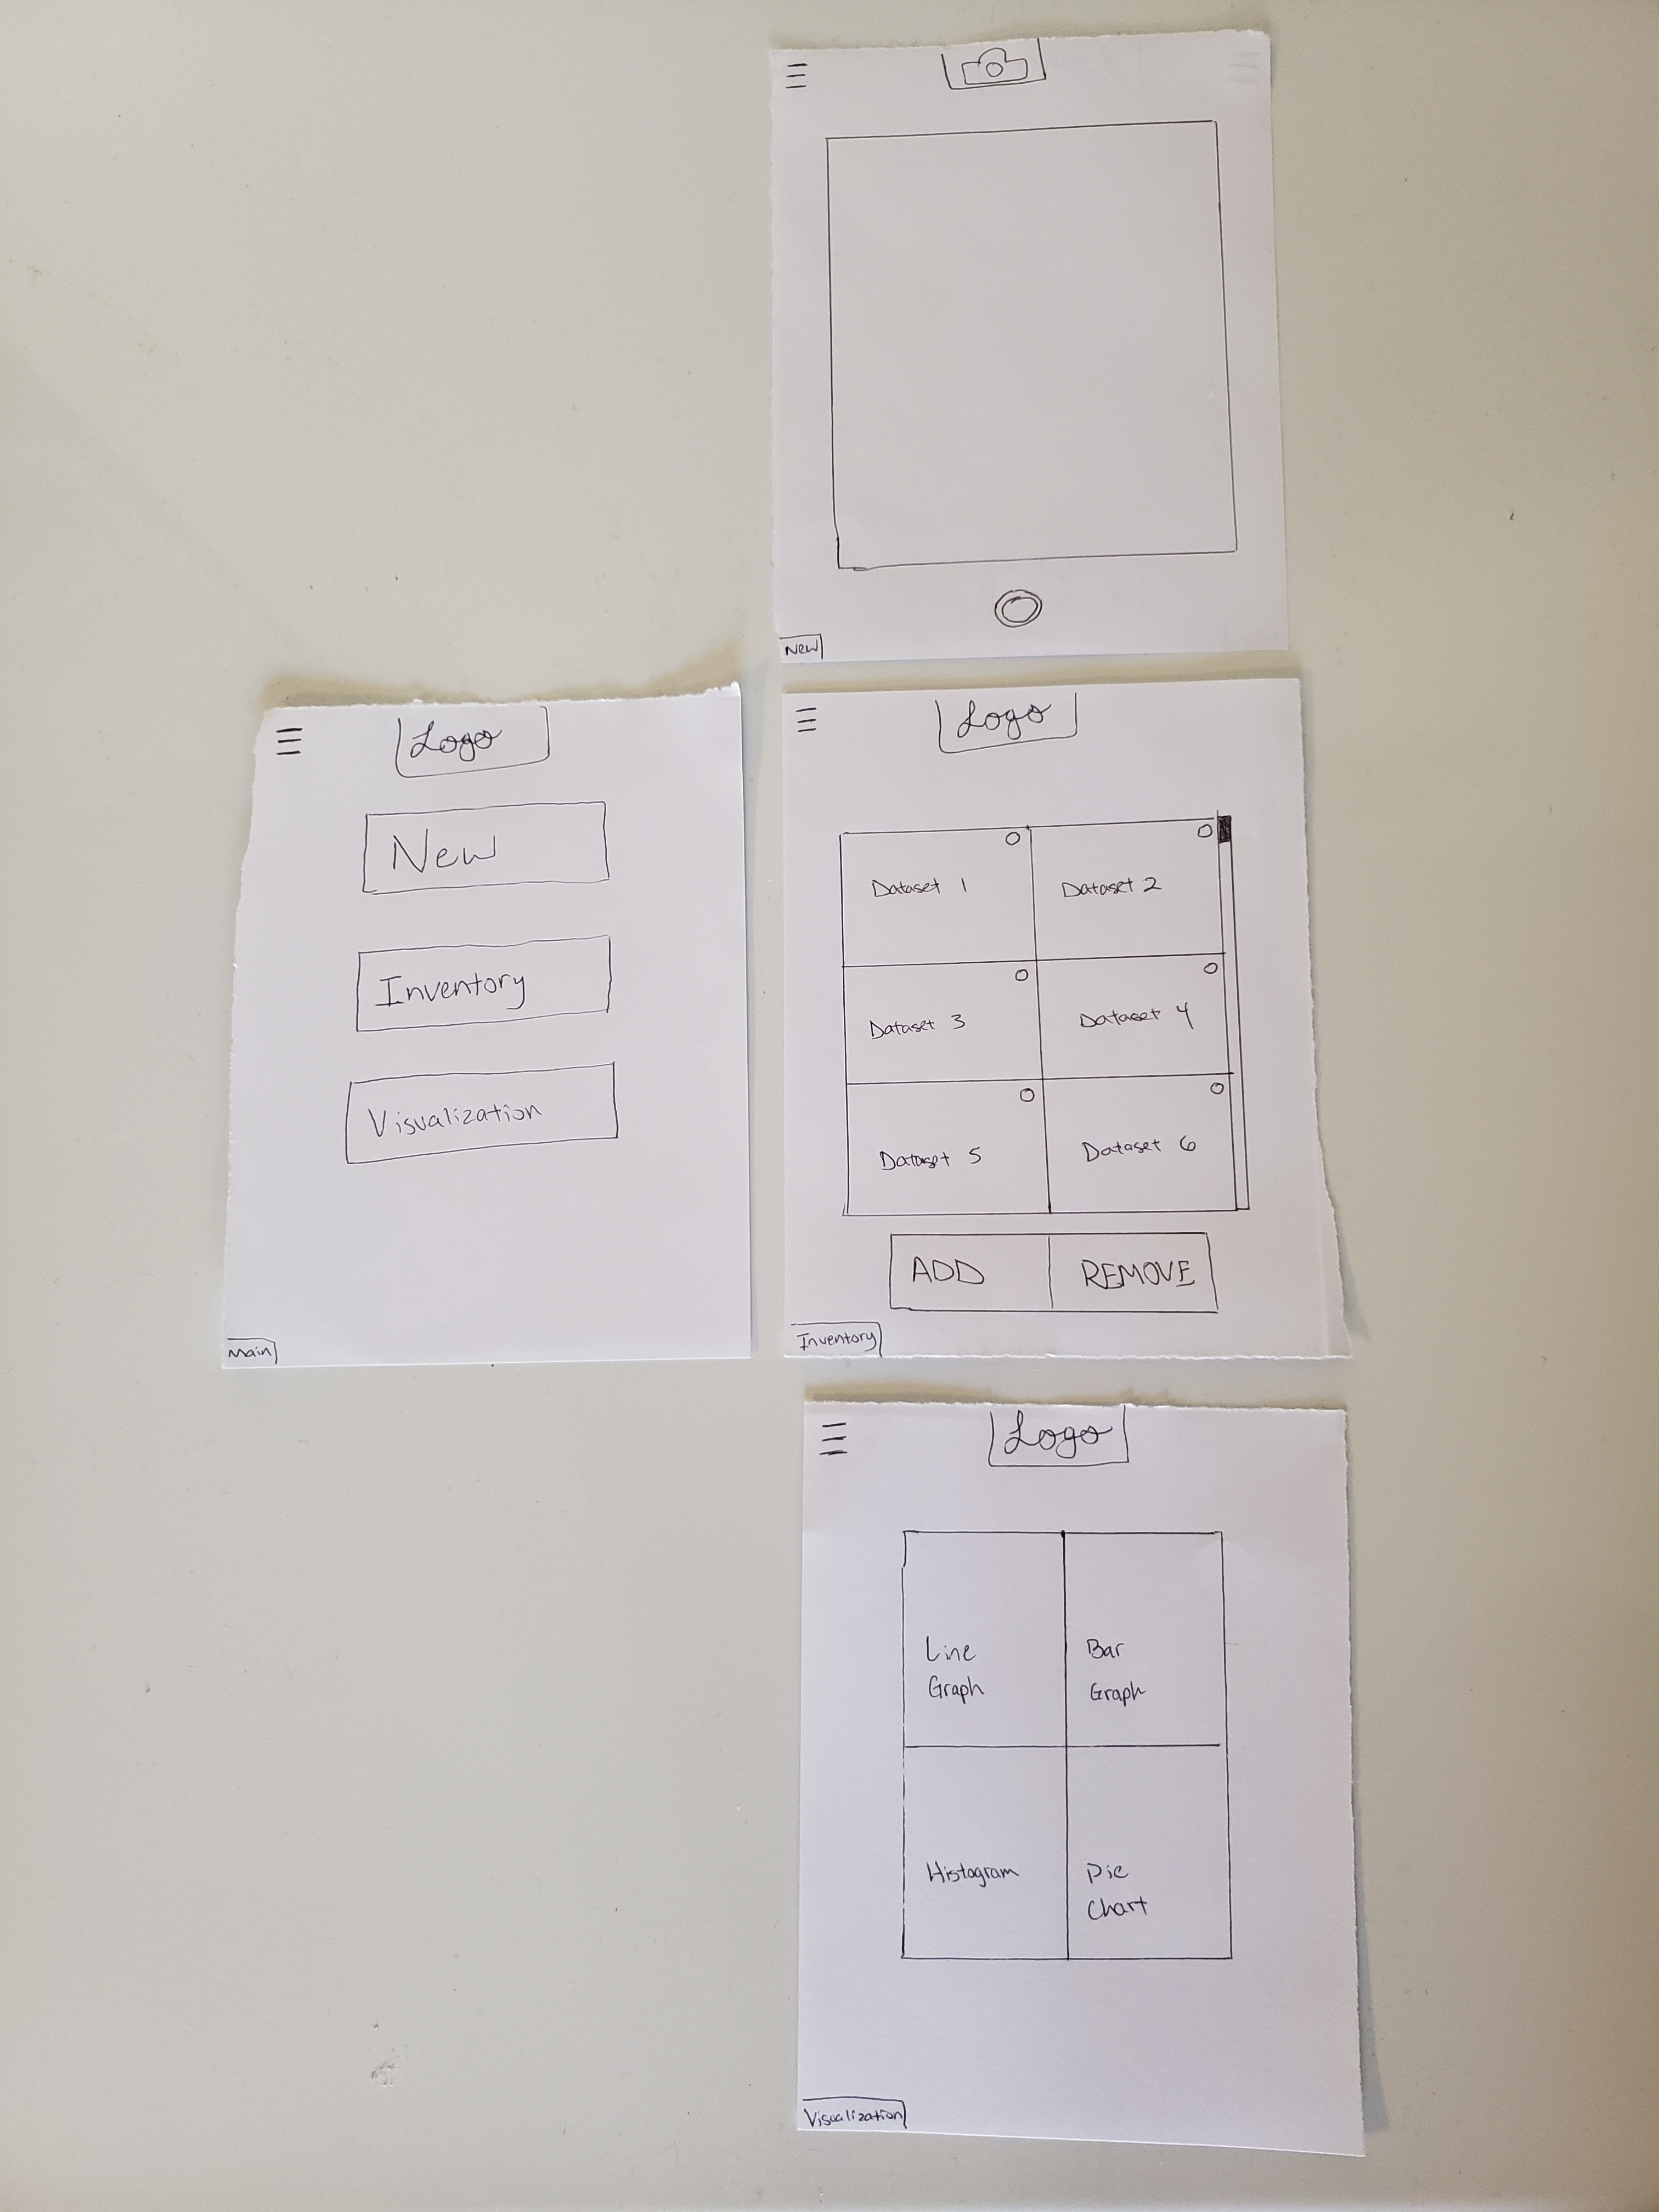 New
Logo
New
Inventory
Visualization
Main
Logo
Dataset 1
Dataset 2
Dataset 3
Dataset 4
Dataset 5
Dataset 6
ADD
REMOVE
Inventory
Logo
Line
Graph
Bar
Graph
Histogram
Pie
Chart
Visualization